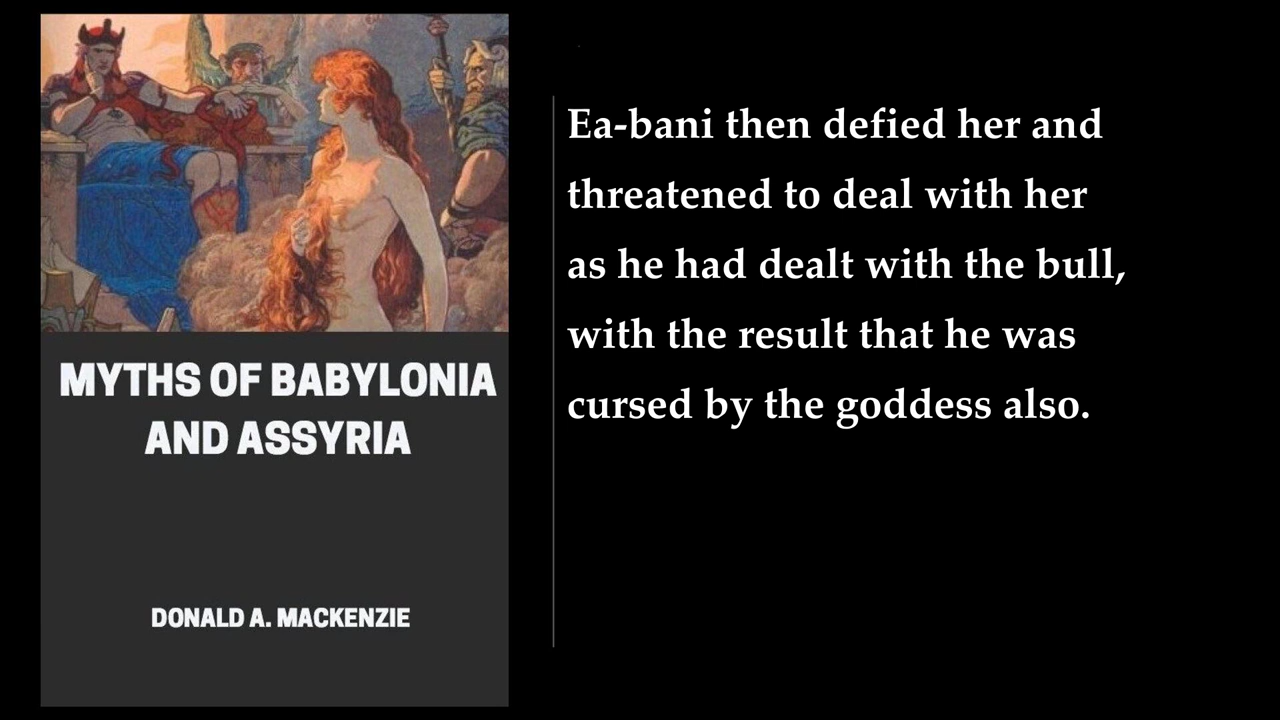 MYTHS OF BABYLONIA
AND ASSYRIA
DONALD A. MACKENZIE
Ea-bani then defied her and
threatened to deal with her
as he had dealt with the bull,
with the result that he was
cursed by the goddess also.